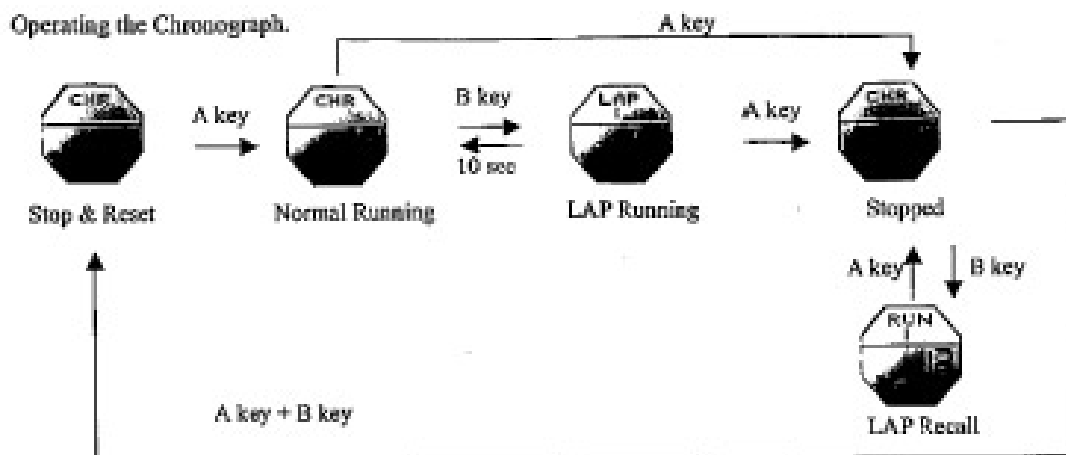 Operating the Chronograph.
A key
CHR
A key
CHR
B key
10 sec
LAP
A key
CHR
Stop & Reset
Normal Running
LAP Running
Stopped
A key
B key
RUN
A key + B key
LAP Recall